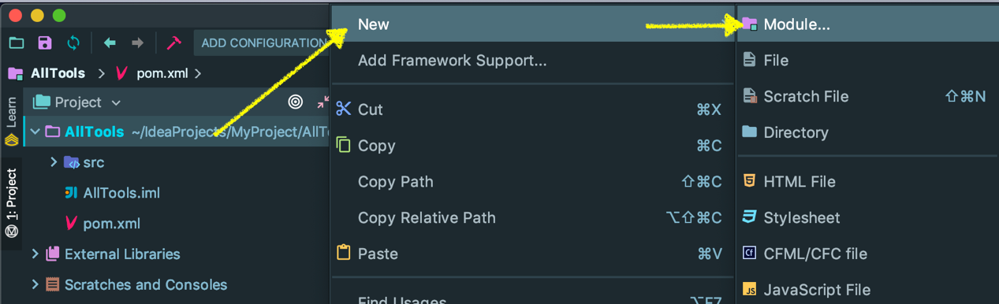 New
Module...
ADD CONFIGURATION
Add Framework Support...
File
AllTools > pom.xml >
Scratch File ⇧⌘N
Learn
Project
Cut ⌘X
AllTools ~/IdeaProjects/MyProject/AllT
Directory
Copy ⌘C
src
1: Project
Copy Path ⇧⌘C
HTML File
AllTools.iml
Copy Relative Path ⌥⇧⌘C
Stylesheet
pom.xml
Paste ⌘V
CFML/CFC file
External Libraries
Scratches and Consoles
JavaScript File
Find Usages ⌥F7